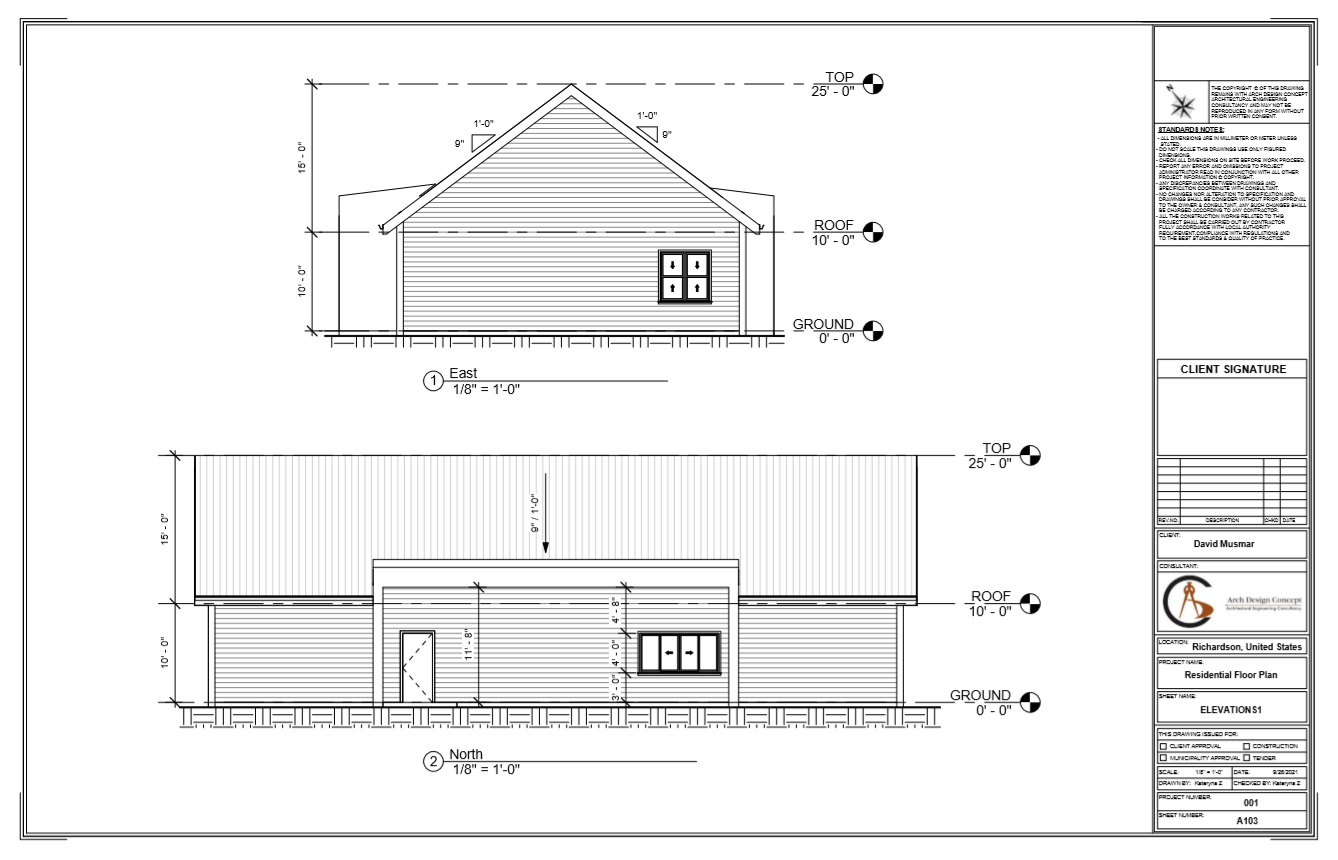 TOP
25' - 0"
1'-0"
9"
1'-0"
9"
15' - 0"
ROOF
10' - 0"
10' - 0"
GROUND
0' - 0"
1
East
1/8" = 1'-0"
TOP
25' - 0"
9" / 1'-0"
15' - 0"
ROOF
10' - 0"
4' - 8"
11' - 8"
10' - 0"
4' - 0"
3' - 0"
GROUND
0' - 0"
2
North
1/8" = 1'-0"
N
THE COPYRIGHT © OF THIS DRAWING
REMAINS WITH ARCH DESIGN CONCEPT
ARCHITECTURAL ENGINEERING
CONSULTANCY AND MAY NOT BE
REPRODUCED IN ANY FORM WITHOUT
PRIOR WRITTEN CONSENT.
STANDARDS NOTES:
- ALL DIMENSIONS ARE IN MILLIMETER OR METER UNLESS
STATED.
- DO NOT SCALE THIS DRAWINGS USE ONLY FIGURED
DIMENSIONS.
- CHECK ALL DIMENSIONS ON SITE BEFORE WORK PROCEED.
- REPORT ANY ERROR AND OMISSIONS TO PROJECT
ADMINISTRATOR READ IN CONJUNCTION WITH ALL OTHER
PROJECT INFORMATION © COPYRIGHT.
- ANY DISCREPANCIES BETWEEN DRAWINGS AND
SPECIFICATION COORDINATE WITH CONSULTANT.
- NO CHANGES NOR ALTERATION TO SPECIFICATION AND
DRAWINGS SHALL BE CONSIDER WITHOUT PRIOR APPROVAL
TO THE OWNER & CONSULTANT, ANY SUCH CHANGES SHALL
BE CHARGED ACCORDING TO ANY CONTRACTOR.
- ALL THE CONSTRUCTION WORKS RELATED TO THIS
PROJECT SHALL BE CARRIED OUT BY CONTRACTOR
FULLY ACCORDANCE WITH LOCAL AUTHORITY
REQUIREMENT,COMPLIANCE WITH REGULATIONS AND
TO THE BEST STANDARDS & QUALITY OF PRACTICE.
CLIENT SIGNATURE
REV.NO. DESCRIPTION CHKD DATE
CLIENT:
David Musmar
CONSULTANT:
Arch Design Concept
Architectural Engineering Consultancy
LOCATION:
Richardson, United States
PROJECT NAME:
Residential Floor Plan
SHEET NAME:
ELEVATIONS1
THIS DRAWING ISSUED FOR:
CLIENT APPROVAL CONSTRUCTION
MUNICIPALITY APPROVAL TENDER
SCALE: 1/8" = 1'-0" DATE: 9/28/2021
DRAWN BY: Kateryna Z CHECKED BY: Kateryna Z
PROJECT NUMBER:
001
SHEET NUMBER:
A103